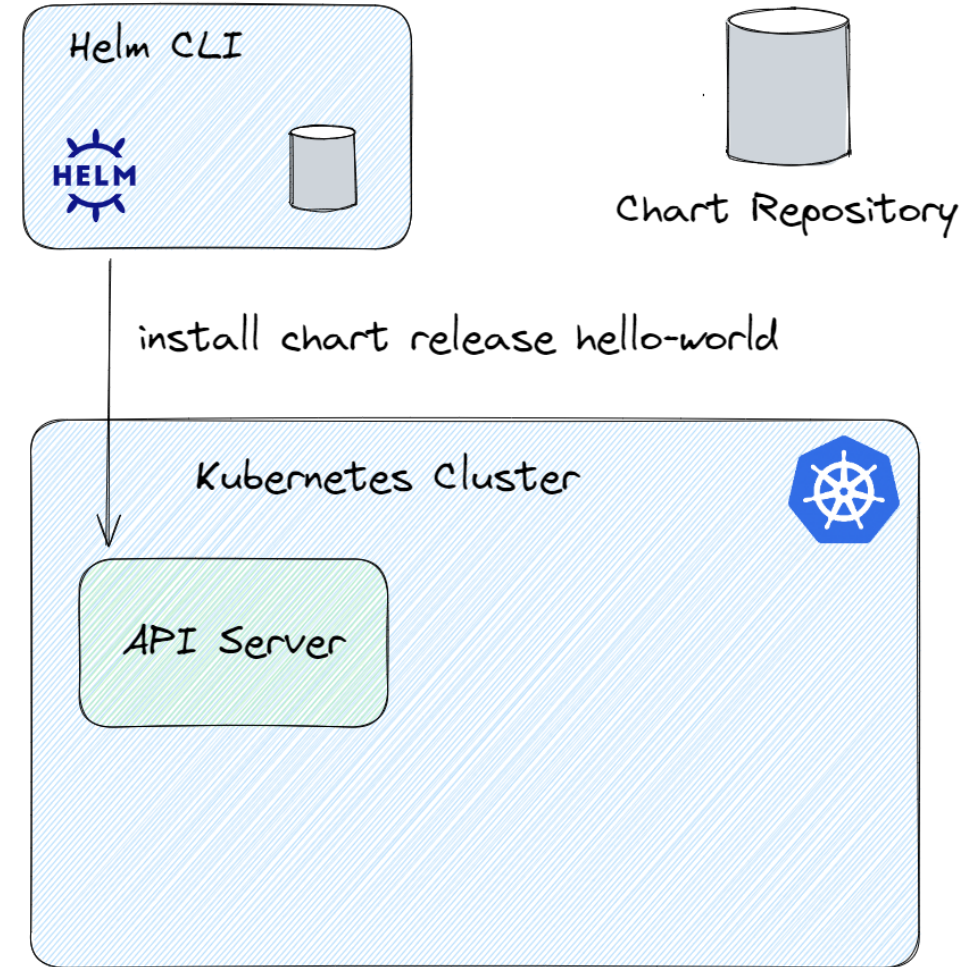 Helm CLI
HELM
Chart Repository
install chart release hello-world
Kubernetes Cluster
API Server